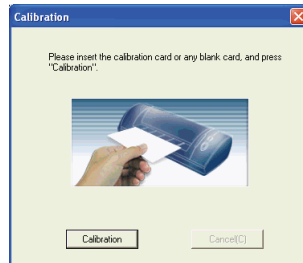 Calibration
Please insert the calibration card or any blank card, and press
"Calibration".
Calibration
Cancel(C)